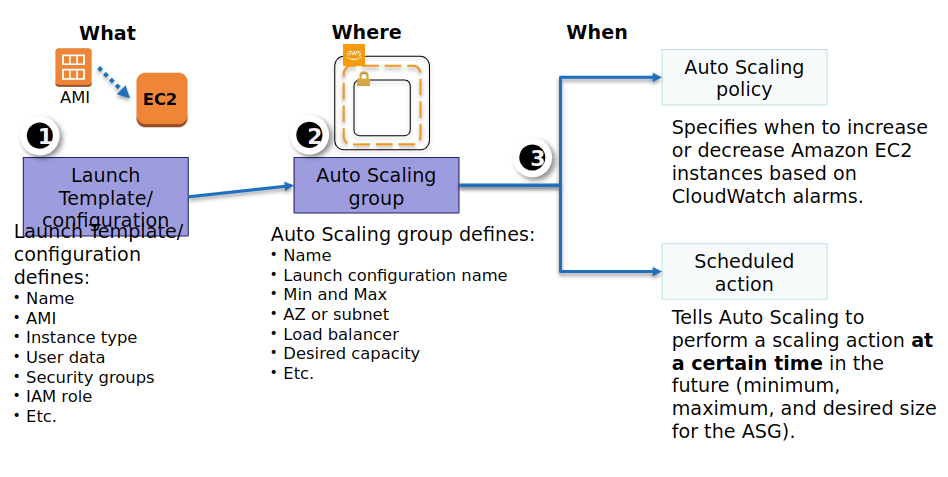 What
Where
When
aws
AMI
EC2
1
2
3
Launch
Template/
configuration
Auto Scaling
group
Auto Scaling
policy
Specifies when to increase
or decrease Amazon EC2
instances based on
CloudWatch alarms.
Launch Template/
configuration
defines:
• Name
• AMI
• Instance type
• User data
• Security groups
• IAM role
• Etc.
Auto Scaling group defines:
• Name
• Launch configuration name
• Min and Max
• AZ or subnet
• Load balancer
• Desired capacity
• Etc.
Scheduled
action
Tells Auto Scaling to
perform a scaling action at
a certain time in the
future (minimum,
maximum, and desired size
for the ASG).